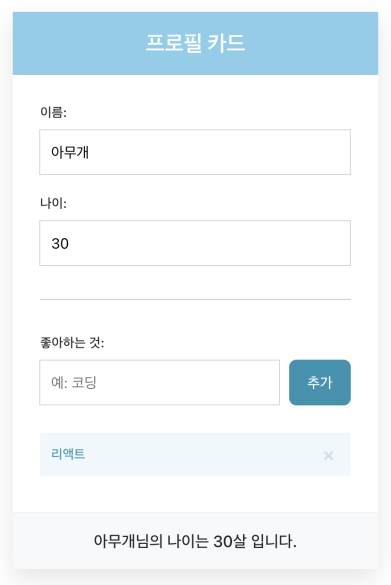 프로필 카드
이름:
아무개
나이:
30
좋아하는 것:
예: 코딩
추가
리액트
×
아무개님의 나이는 30살 입니다.